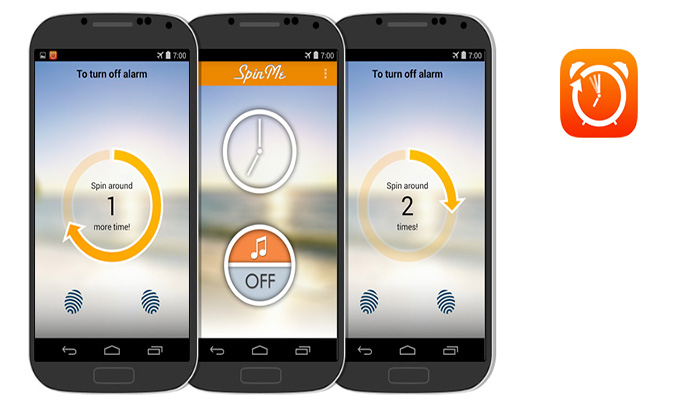 7:00
To turn off alarm
Spin around
1
more time!
7:00
SpinMe
OFF
7:00
To turn off alarm
Spin around
2
times!